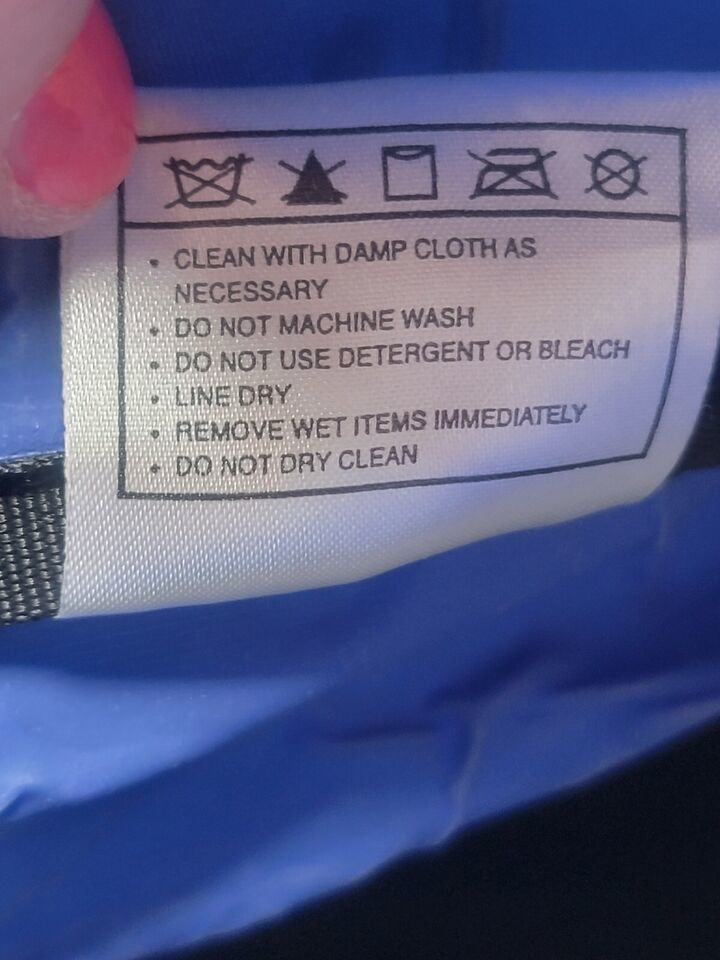 • CLEAN WITH DAMP CLOTH AS
NECESSARY
• DO NOT MACHINE WASH
• DO NOT USE DETERGENT OR BLEACH
• LINE DRY
• REMOVE WET ITEMS IMMEDIATELY
• DO NOT DRY CLEAN